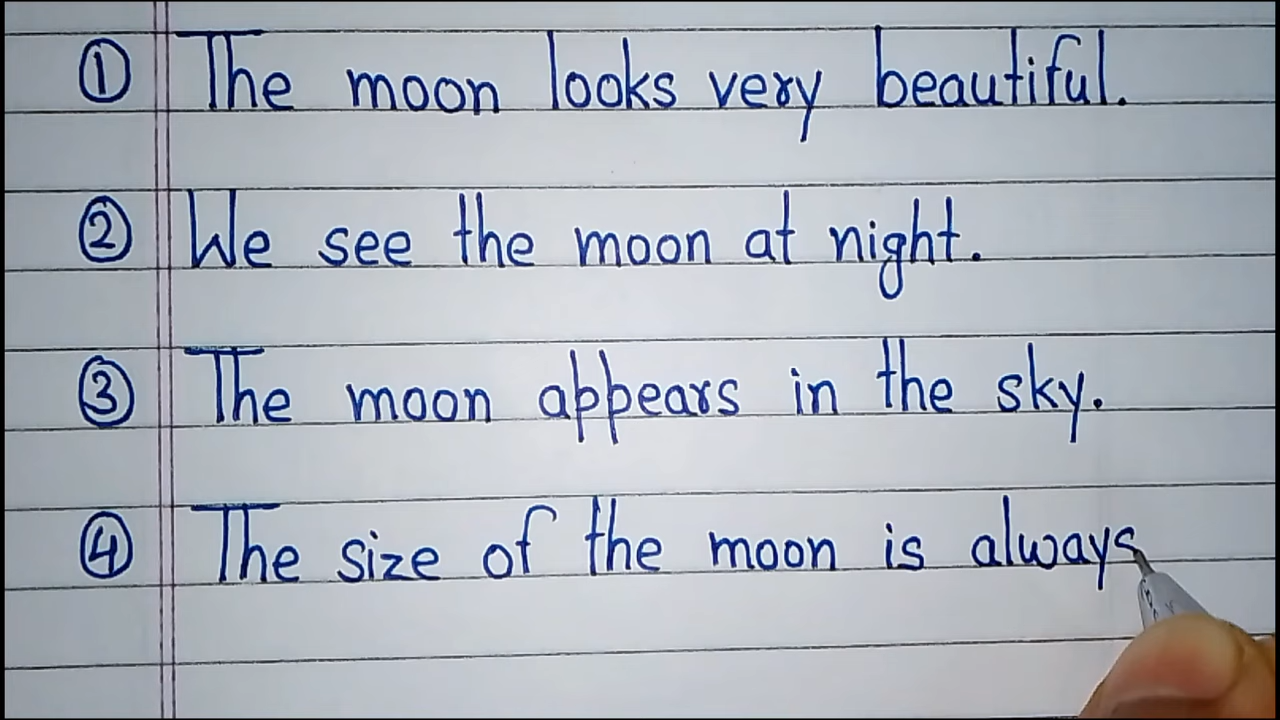 ① The moon looks very beautiful.
② We see the moon at night.
③ The moon appears in the sky.
④ The size of the moon is always